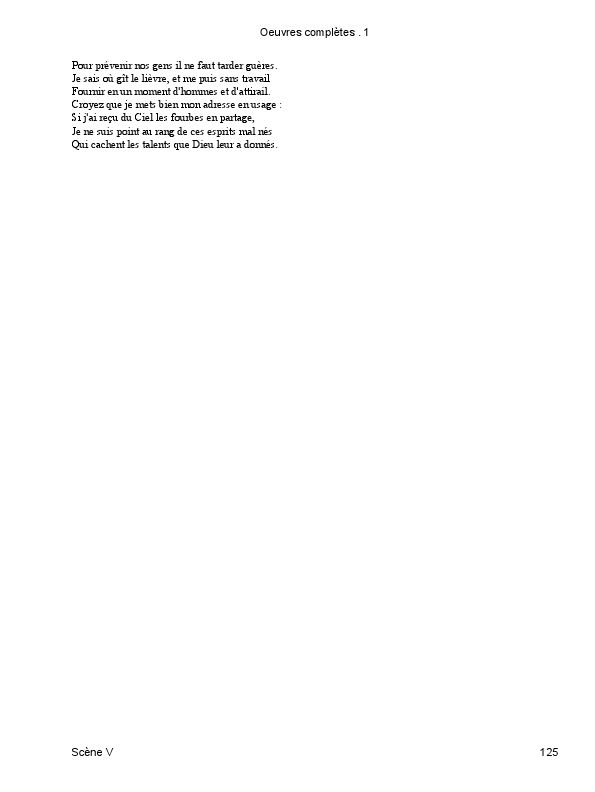 Oeuvres complètes . 1
Pour prévenir nos gens il ne faut tarder guères.
Je sais où gît le lièvre, et me puis sans travail
Fournir en un moment d'hommes et d'attirail.
Croyez que je mets bien mon adresse en usage :
Si j'ai reçu du Ciel les fourbes en partage,
Je ne suis point au rang de ces esprits mal nés
Qui cachent les talents que Dieu leur a donnés.
Scène V
125